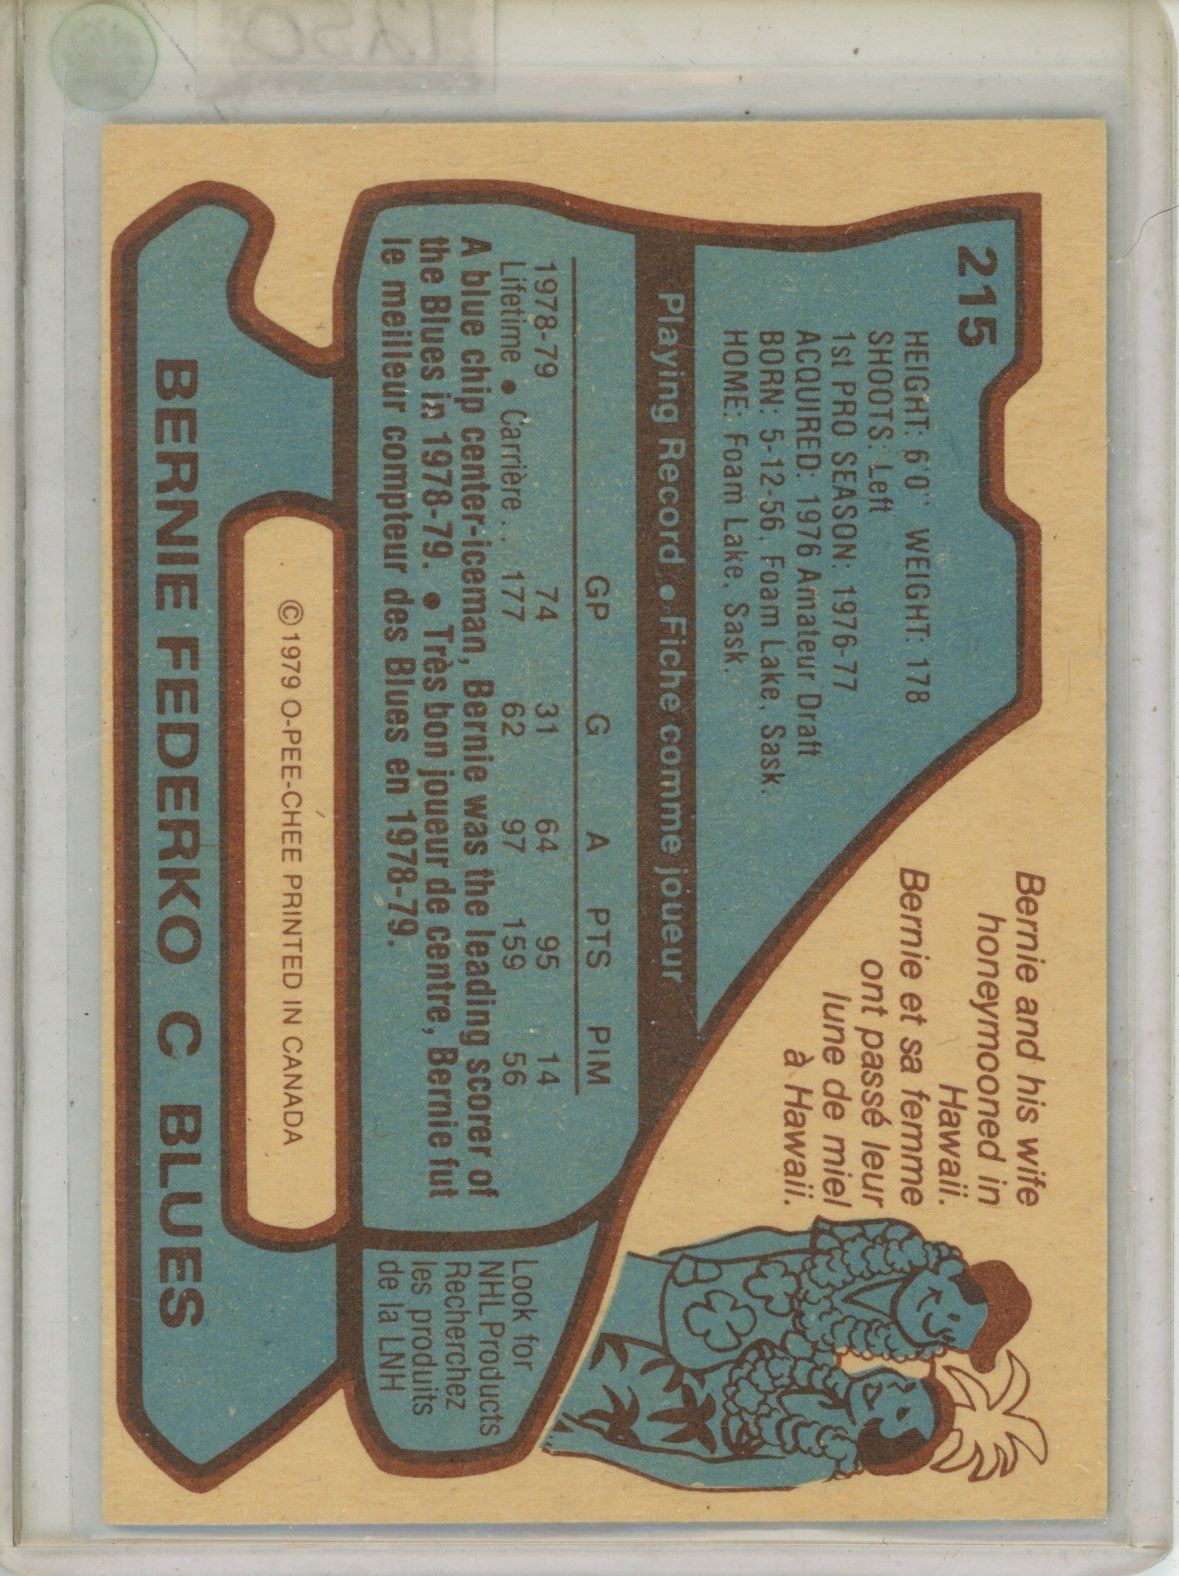 215
HEIGHT: 6'0" WEIGHT: 178
SHOOTS: Left
1st PRO SEASON: 1976-77
ACQUIRED: 1976 Amateur Draft
BORN: 5-12-56, Foam Lake, Sask.
HOME: Foam Lake, Sask.
Bernie and his wife
honeymooned in
Hawaii.
Bernie et sa femme
ont passé leur
lune de miel
à Hawaii.
Playing Record • Fiche comme joueur
GP G A PTS PIM
1978-79 74 31 64 95 14
Lifetime • Carrière . . 177 62 97 159 56
A blue chip center-iceman, Bernie was the leading scorer of
the Blues in 1978-79. • Très bon joueur de centre, Bernie fut
le meilleur compteur des Blues en 1978-79.
Look for
NHL Products
Recherchez
les produits
de la LNH
© 1979 O-PEE-CHEE PRINTED IN CANADA
BERNIE FEDERKO C BLUES